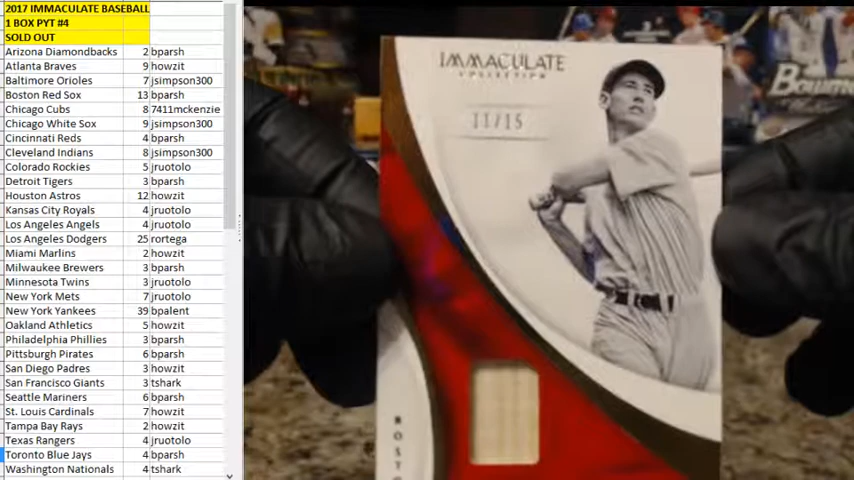 2017 IMMACULATE BASEBALL
1 BOX PYT #4
SOLD OUT
Arizona Diamondbacks 2 bparsh
Atlanta Braves 9 howzit
Baltimore Orioles 7 jsimpson300
Boston Red Sox 13 bparsh
Chicago Cubs 8 7411mckenzie
Chicago White Sox 9 jsimpson300
Cincinnati Reds 4 bparsh
Cleveland Indians 8 jsimpson300
Colorado Rockies 5 jruotolo
Detroit Tigers 3 bparsh
Houston Astros 12 howzit
Kansas City Royals 4 jruotolo
Los Angeles Angels 4 jruotolo
Los Angeles Dodgers 25 rortega
Miami Marlins 2 howzit
Milwaukee Brewers 3 bparsh
Minnesota Twins 3 jruotolo
New York Mets 7 jruotolo
New York Yankees 39 bpalent
Oakland Athletics 5 howzit
Philadelphia Phillies 3 bparsh
Pittsburgh Pirates 6 bparsh
San Diego Padres 3 howzit
San Francisco Giants 3 tshark
Seattle Mariners 6 bparsh
St. Louis Cardinals 7 howzit
Tampa Bay Rays 2 howzit
Texas Rangers 4 jruotolo
Toronto Blue Jays 4 bparsh
Washington Nationals 4 tshark
IMMACULATE
COLLECTION
11/15
BOSTO
Bowman